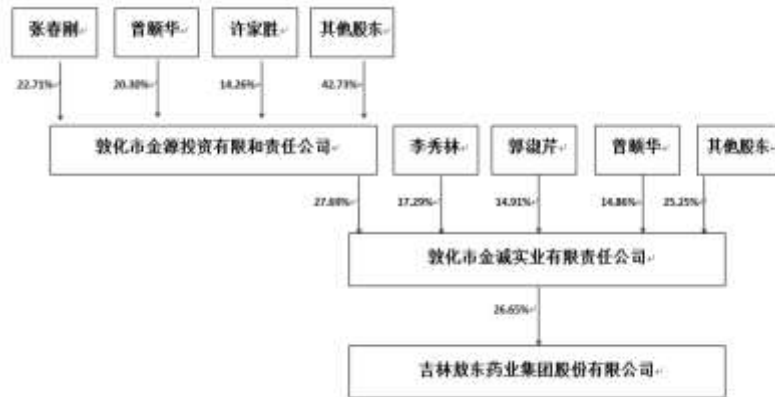 张春刚
曾颐华
许家胜
其他股东
22.71%
20.30%
14.26%
42.73%
敦化市金源投资有限和责任公司
李秀林
郭淑芹
曾颐华
其他股东
27.69%
17.29%
14.91%
14.86%
25.25%
敦化市金诚实业有限责任公司
26.65%
吉林敖东药业集团股份有限公司